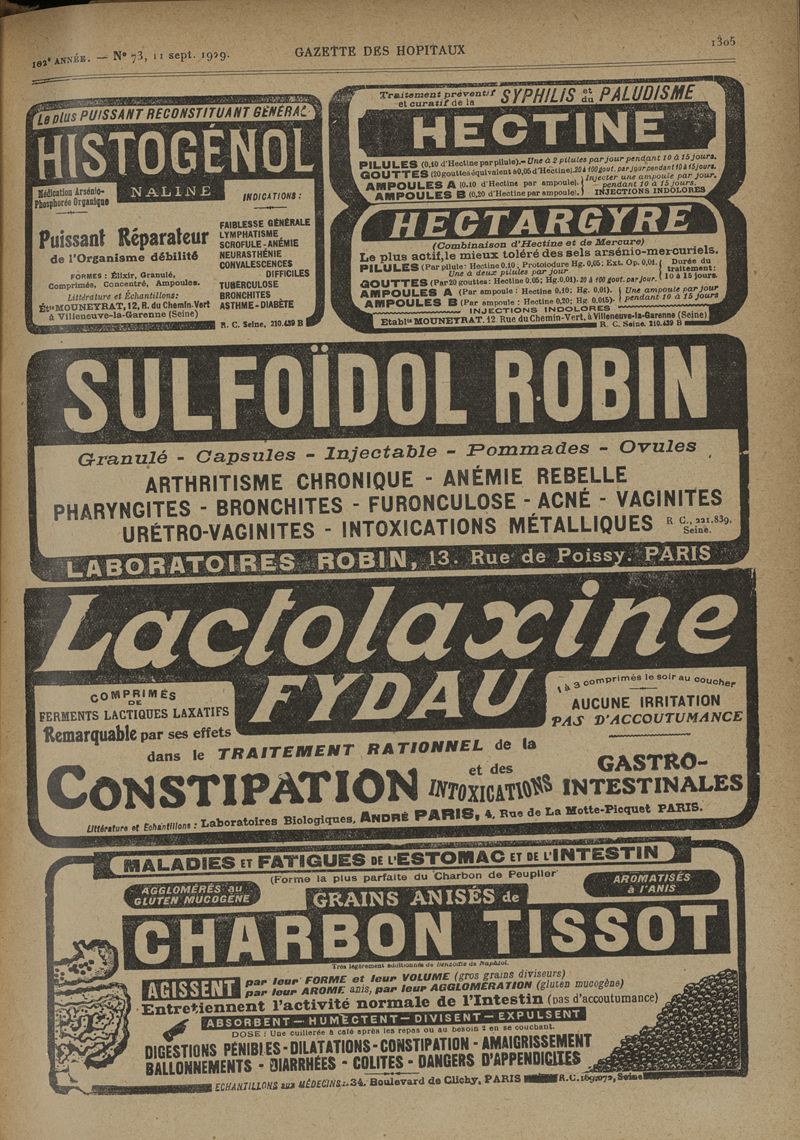 102e ANNÉE. — No 73, 11 sept. 1929.
GAZETTE DES HOPITAUX
1305
Le plus PUISSANT RECONSTITUANT GÉNÉRAL
HISTOGÉNOL
Médication Arsénio-
Phosphorée Organique
NALINE
INDICATIONS :
Puissant Réparateur
de l'Organisme débilité
FORMES : Élixir, Granulé,
Comprimés, Concentré, Ampoules.
Littérature et Échantillons:
Éts MOUNEYRAT, 12, R. du Chemin-Vert
à Villeneuve-la-Garenne (Seine)
FAIBLESSE GÉNÉRALE
LYMPHATISME
SCROFULE - ANÉMIE
NEURASTHÉNIE
CONVALESCENCES
DIFFICILES
TUBERCULOSE
BRONCHITES
ASTHME - DIABÈTE
R. C. Seine, 210.439 B
Traitement préventif et curatif de la SYPHILIS et du PALUDISME
HECTINE
PILULES (0,10 d'Hectine par pilule).- Une à 2 pilules par jour pendant 10 à 15 jours.
GOUTTES (20 gouttes équivalent à 0,05 d'Hectine) 20 à 100 gout. par jour pendant 10 à 15 jours.
AMPOULES A (0.10 d'Hectine par ampoule). Injecter une ampoule par jour
AMPOULES B (0,20 d'Hectine par ampoule). pendant 10 à 15 jours.
INJECTIONS INDOLORES
HECTARGYRE
(Combinaison d'Hectine et de Mercure)
Le plus actif, le mieux toléré des sels arsénio-mercuriels.
PILULES (Par pilule: Hectine 0.10, Protoiodure Hg. 0,05; Ext. Op. 0,01.
Une à deux pilules par jour
GOUTTES (Par 20 gouttes: Hectine 0.05; Hg. 0,01). 20 à 100 gout. par jour.
Durée du
traitement:
10 à 15 jours.
AMPOULES A (Par ampoule : Hectine 0,10; Hg. 0,01).
AMPOULES B (Par ampoule : Hectine 0,20; Hg 0,015).
Une ampoule par jour
pendant 10 à 15 jours
INJECTIONS INDOLORES
Etablts MOUNEYRAT. 12 Rue du Chemin-Vert, à Villeneuve-la-Garenne (Seine)
R. C. Seine. 210.439 B
SULFOÏDOL ROBIN
Granulé - Capsules - Injectable - Pommades - Ovules
ARTHRITISME CHRONIQUE - ANÉMIE REBELLE
PHARYNGITES - BRONCHITES - FURONCULOSE - ACNÉ - VAGINITES
URÉTRO-VAGINITES - INTOXICATIONS MÉTALLIQUES R C., 221.839, Seine.
LABORATOIRES ROBIN, 13. Rue de Poissy. PARIS
Lactolaxine
FYDAU
COMPRIMÉS
DE
FERMENTS LACTIQUES LAXATIFS
Remarquable par ses effets
1 à 3 comprimés le soir au coucher
AUCUNE IRRITATION
PAS D'ACCOUTUMANCE
dans le TRAITEMENT RATIONNEL de la
CONSTIPATION et des INTOXICATIONS GASTRO-INTESTINALES
Littérature et Echantillons : Laboratoires Biologiques, ANDRÉ PARIS, 4, Rue de La Motte-Picquet PARIS.
MALADIES ET FATIGUES DE L'ESTOMAC ET DE L'INTESTIN
(Forme la plus parfaite du Charbon de Peuplier
AGGLOMÉRÉS au
GLUTEN MUCOGÈNE
GRAINS ANISÉS de
AROMATISÉS
à l'ANIS
CHARBON TISSOT
Très légèrement additionnés de Benzoate de Naphtol.
AGISSENT
par leur FORME et leur VOLUME (gros grains diviseurs)
par leur AROME anis, par leur AGGLOMÉRATION (gluten mucogène)
Entretiennent l'activité normale de l'Intestin (pas d'accoutumance)
ABSORBENT — HUMECTENT — DIVISENT — EXPULSENT
DOSE : Une cuillerée à café après les repas ou au besoin 2 en se couchant.
DIGESTIONS PÉNIBLES - DILATATIONS - CONSTIPATION - AMAIGRISSEMENT
BALLONNEMENTS - DIARRHÉES - COLITES - DANGERS D'APPENDICITES
ECHANTILLONS aux MÉDECINS: 34. Boulevard de Clichy, PARIS R.C. 169,072, Seine